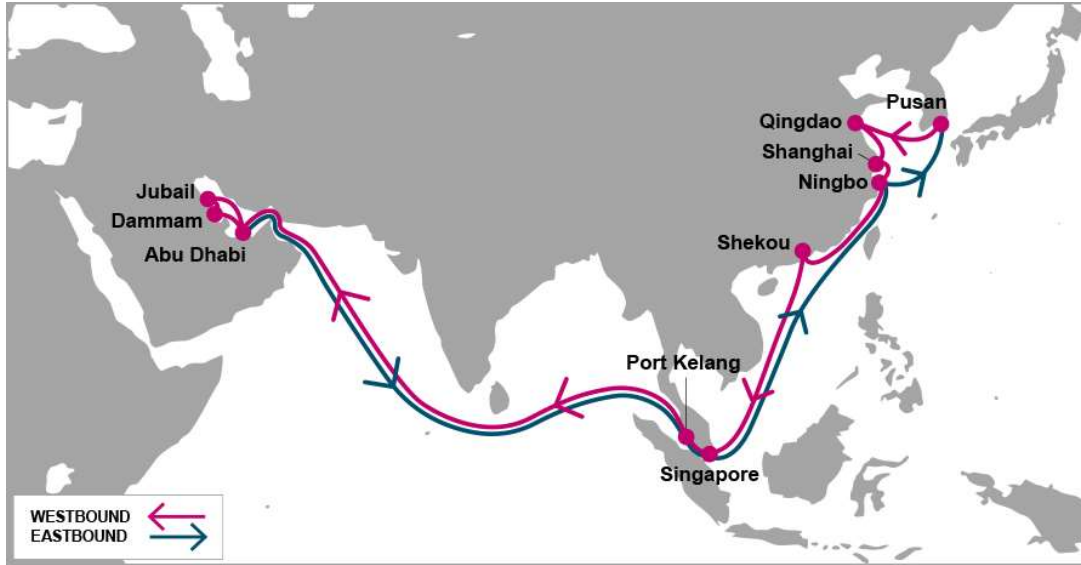 Pusan
Qingdao
Shanghai
Ningbo
Jubail
Dammam
Abu Dhabi
Shekou
Port Kelang
Singapore
WESTBOUND
EASTBOUND